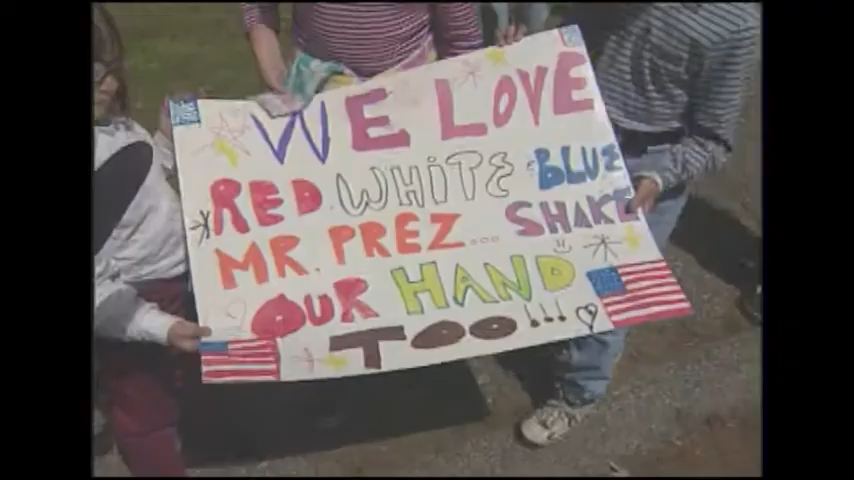 WE LOVE
RED WHITE BLUE
MR. PREZ... SHAKE
OUR HAND
TOO!!!